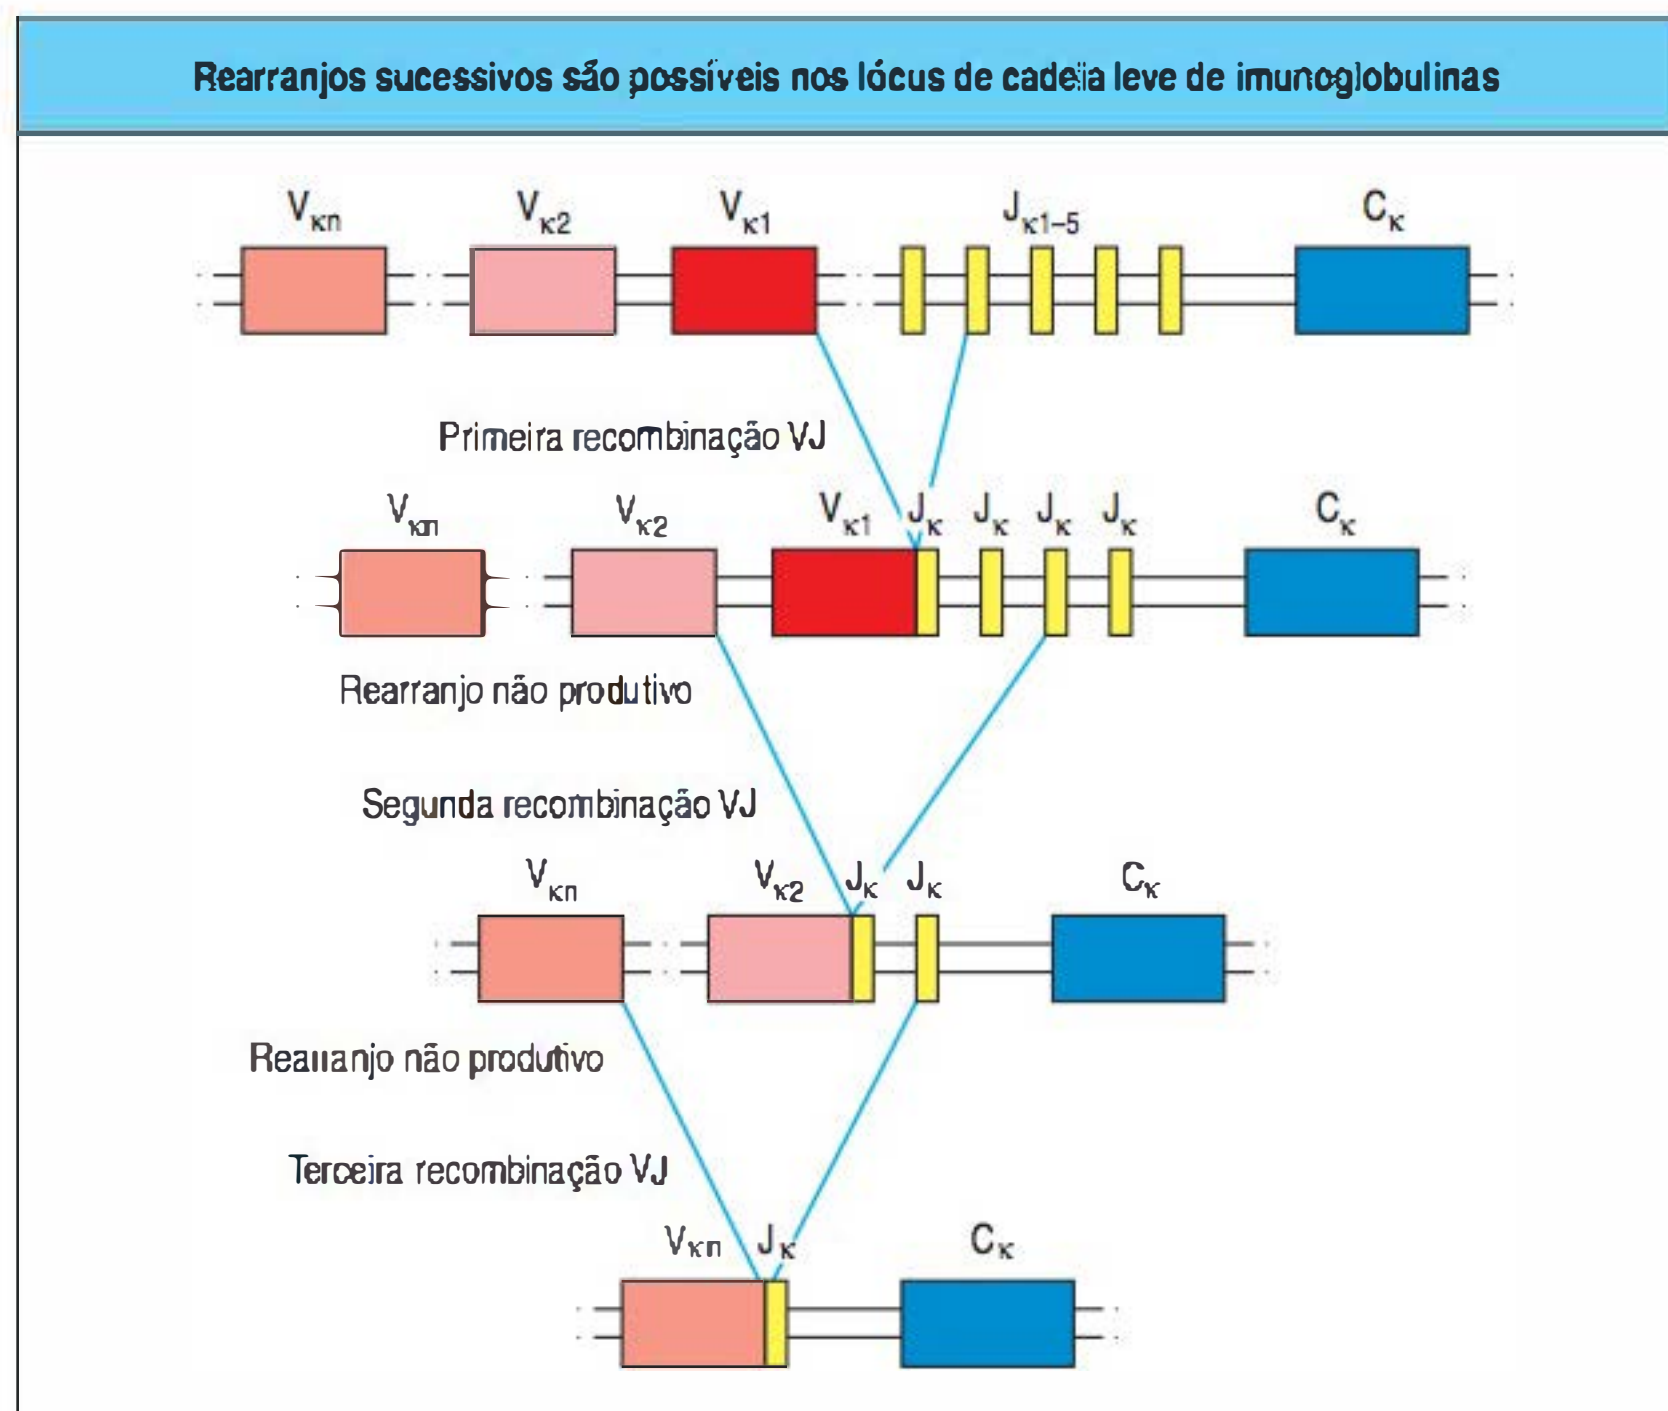 Rearranjos sucessivos são possíveis nos lócus de cadeia leve de imunoglobulinas
Vκn Vκ2 Vκ1 Jκ1–5 Cκ
Primeira recombinação VJ
Vκn Vκ2 Vκ1 Jκ Jκ Jκ Jκ Cκ
Rearranjo não produtivo
Segunda recombinação VJ
Vκn Vκ2 Jκ Jκ Cκ
Rearranjo não produtivo
Terceira recombinação VJ
Vκn Jκ Cκ